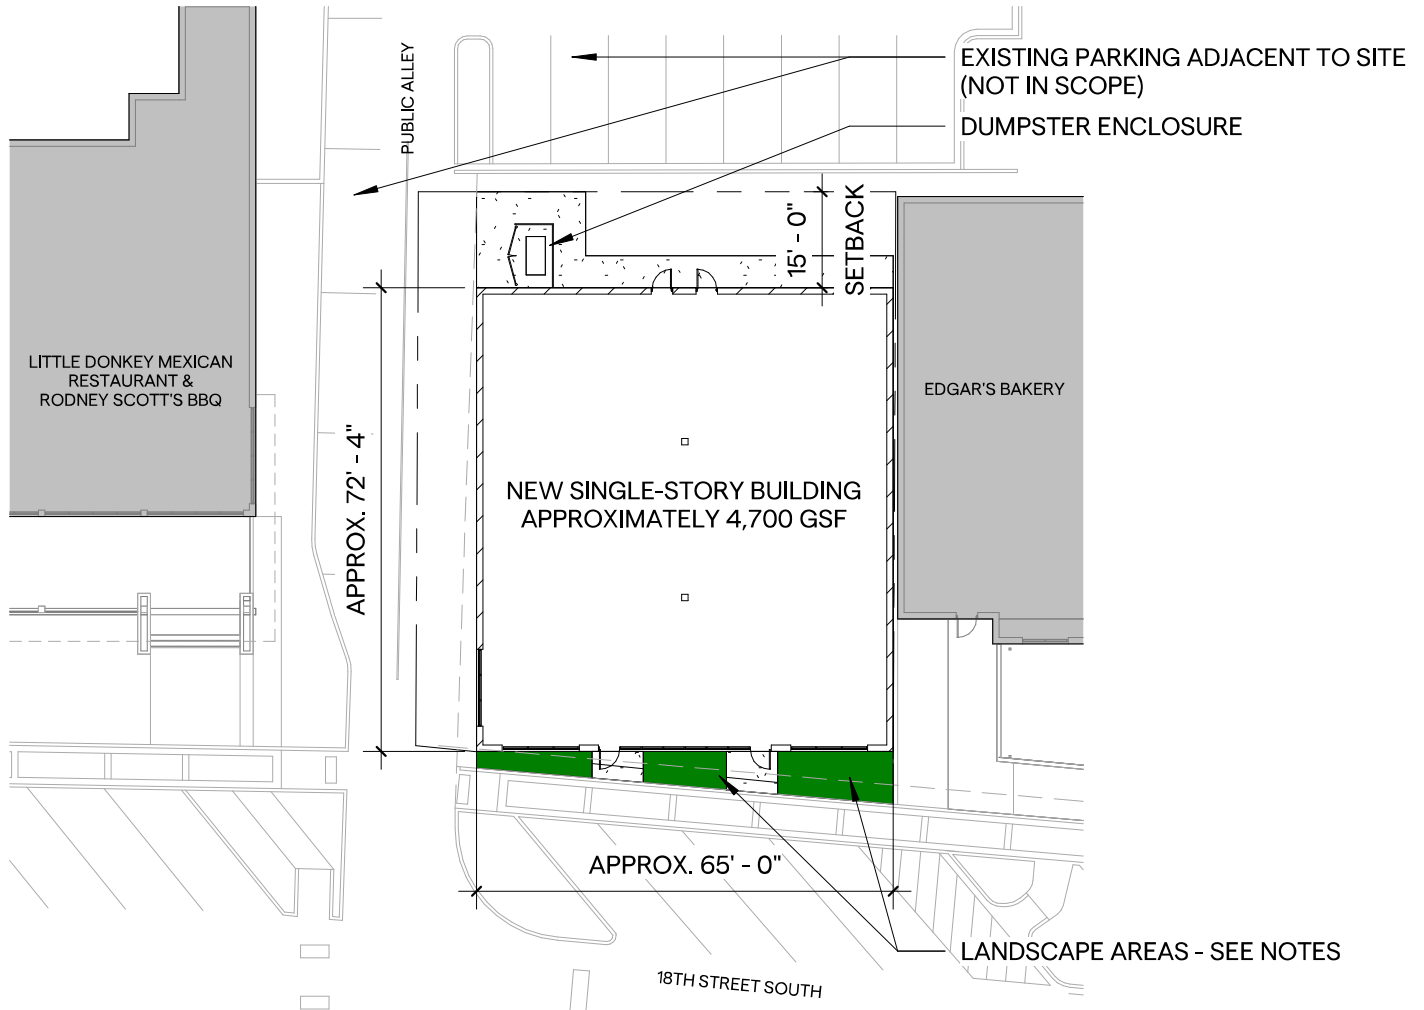 EXISTING PARKING ADJACENT TO SITE
(NOT IN SCOPE)
PUBLIC ALLEY
DUMPSTER ENCLOSURE
15' - 0"
SETBACK
LITTLE DONKEY MEXICAN
RESTAURANT &
RODNEY SCOTT'S BBQ
EDGAR'S BAKERY
APPROX. 72' - 4"
NEW SINGLE-STORY BUILDING
APPROXIMATELY 4,700 GSF
APPROX. 65' - 0"
LANDSCAPE AREAS - SEE NOTES
18TH STREET SOUTH